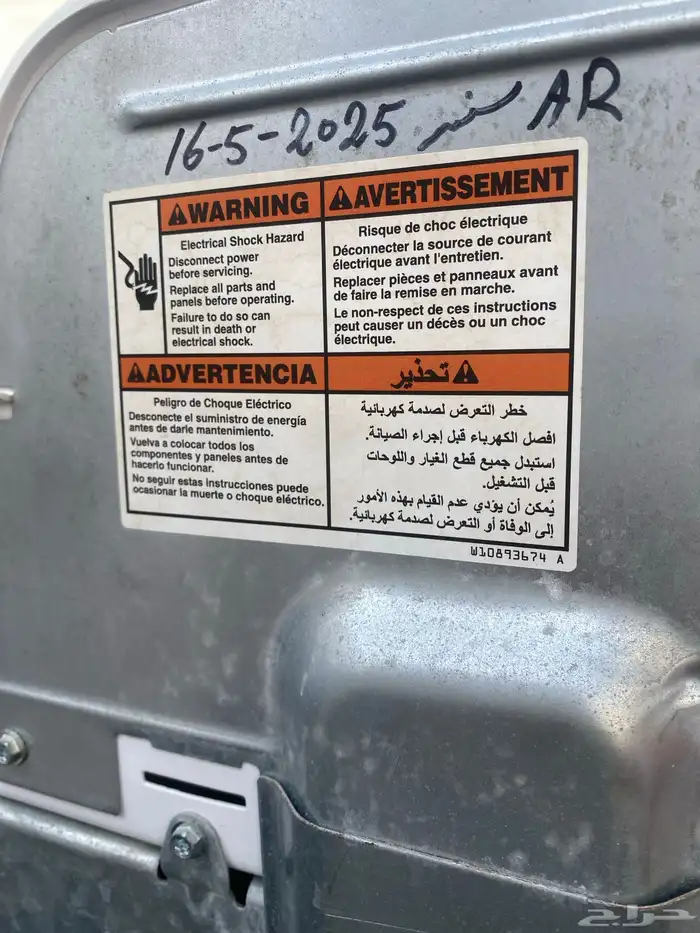 16-5-2025 سنير AR
WARNING
Electrical Shock Hazard
Disconnect power
before servicing.
Replace all parts and
panels before operating.
Failure to do so can
result in death or
electrical shock.
AVERTISSEMENT
Risque de choc électrique
Déconnecter la source de courant
électrique avant l'entretien.
Replacer pièces et panneaux avant
de faire la remise en marche.
Le non-respect de ces instructions
peut causer un décès ou un choc
électrique.
ADVERTENCIA
Peligro de Choque Eléctrico
Desconecte el suministro de energía
antes de darle mantenimiento.
Vuelva a colocar todos los
componentes y paneles antes de
hacerlo funcionar.
No seguir estas instrucciones puede
ocasionar la muerte o choque eléctrico.
تحذير
خطر التعرض لصدمة كهربائية
افصل الكهرباء قبل إجراء الصيانة.
استبدل جميع قطع الغيار واللوحات
قبل التشغيل.
يُمكن أن يؤدي عدم القيام بهذه الأمور
إلى الوفاة أو التعرض لصدمة كهربائية.
W10893674 A
حراج